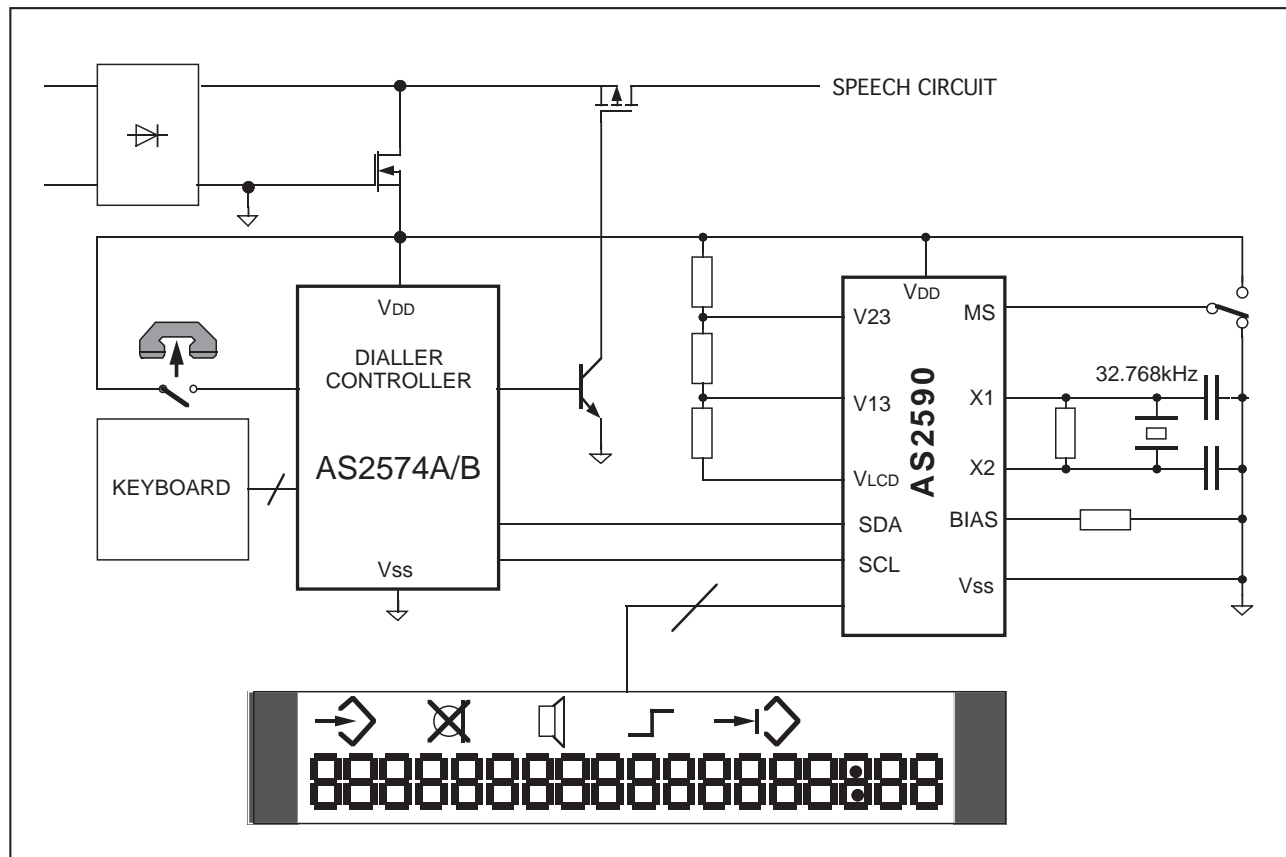 SPEECH CIRCUIT
VDD
DIALLER
CONTROLLER
AS2574A/B
Vss
KEYBOARD
VDD
V23
V13
VLCD
SDA
SCL
AS2590
MS
X1
X2
BIAS
Vss
32.768kHz